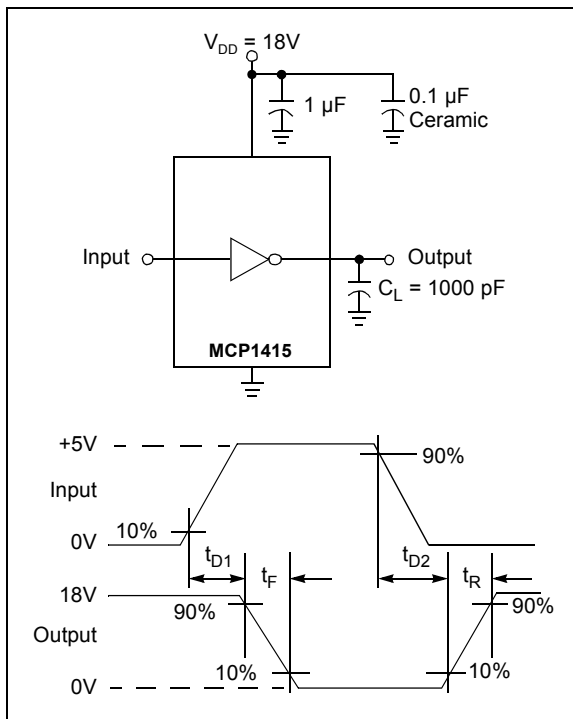 V_DD = 18V
1 µF
0.1 µF
Ceramic
Input
Output
C_L = 1000 pF
MCP1415
+5V
90%
Input
10%
0V
t_D1
t_F
t_D2
t_R
18V
90%
90%
Output
10%
10%
0V